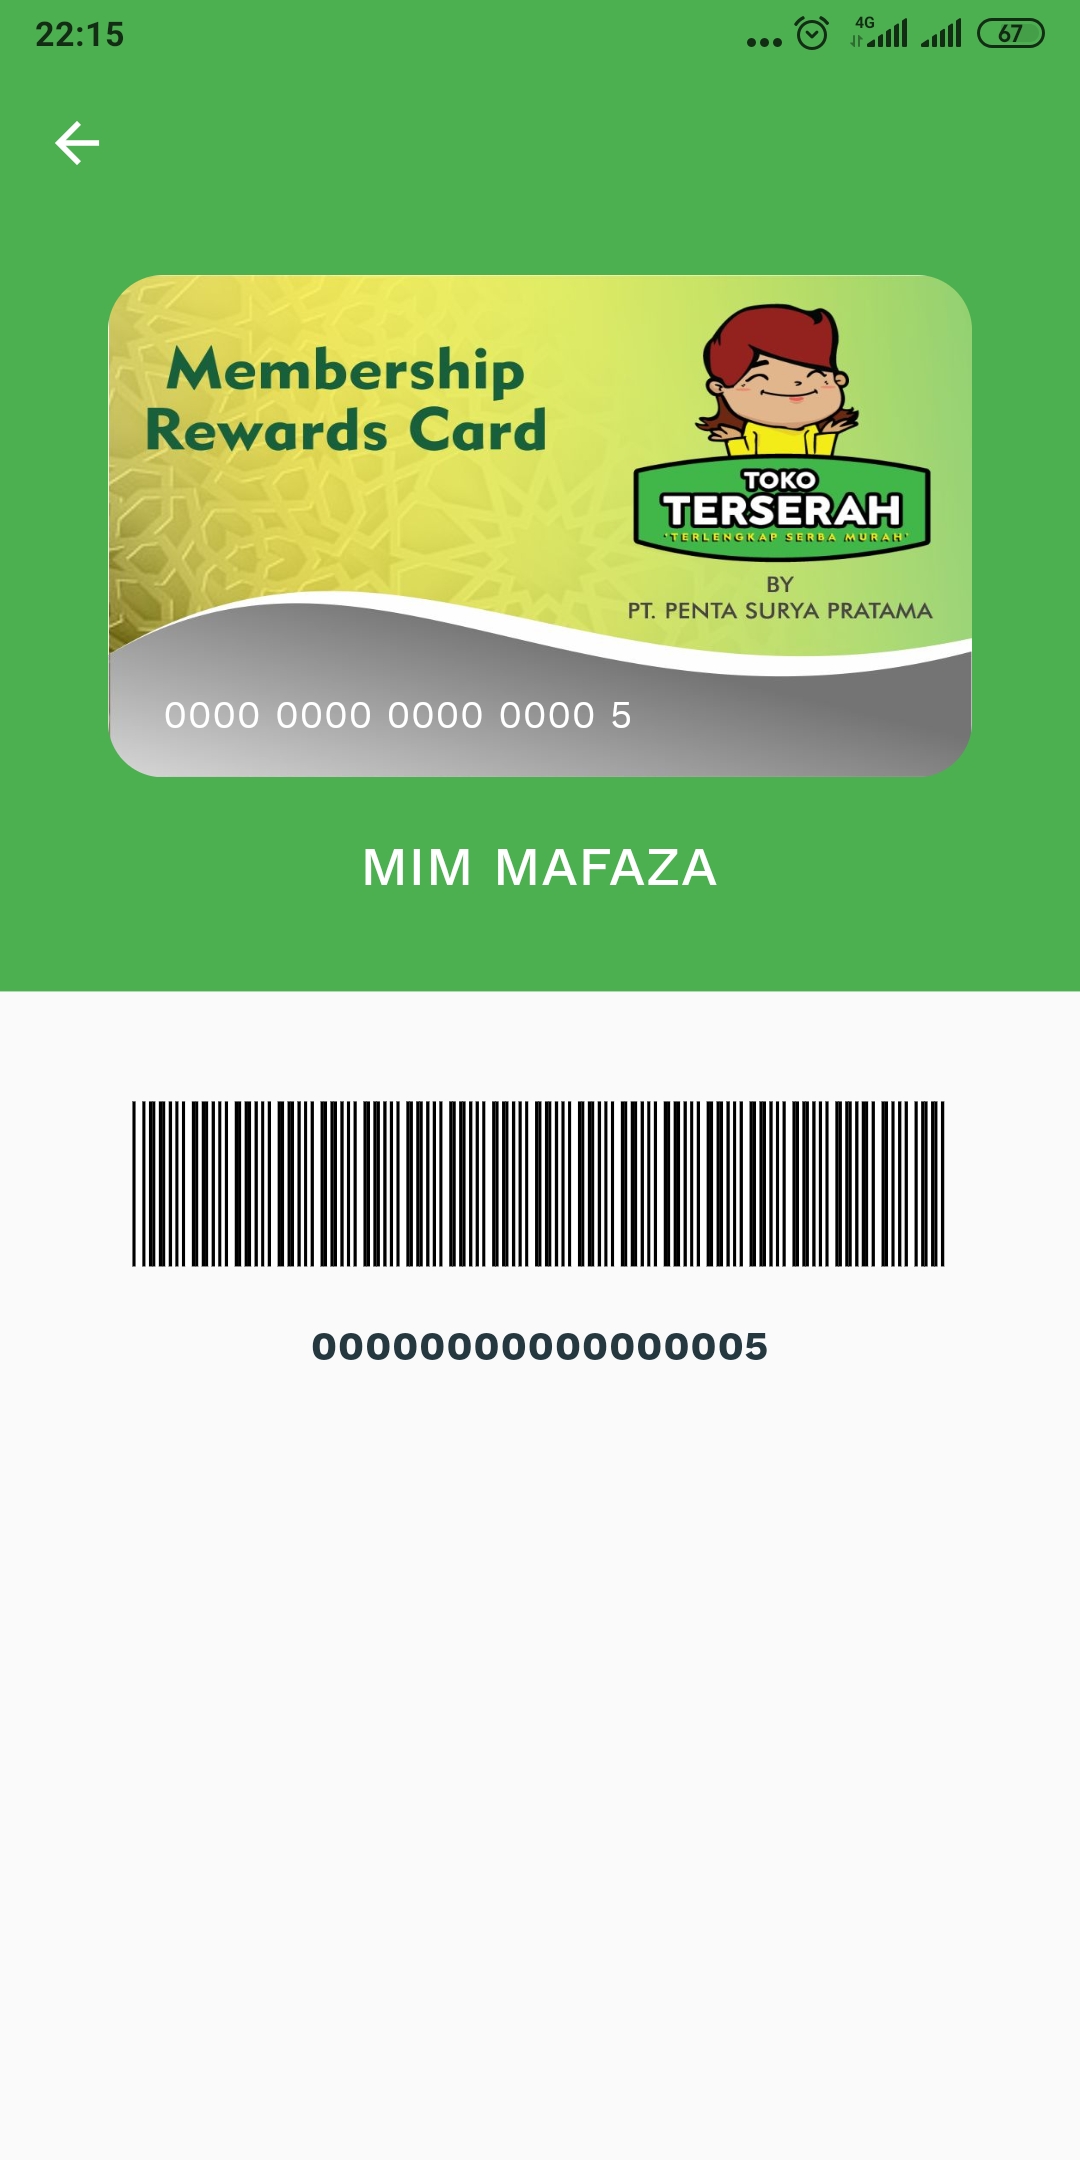 22:15
4G
67
Membership
Rewards Card
TOKO
TERSERAH
"TERLENGKAP SERBA MURAH"
BY
PT. PENTA SURYA PRATAMA
0000 0000 0000 0000 5
MIM MAFAZA
00000000000000005